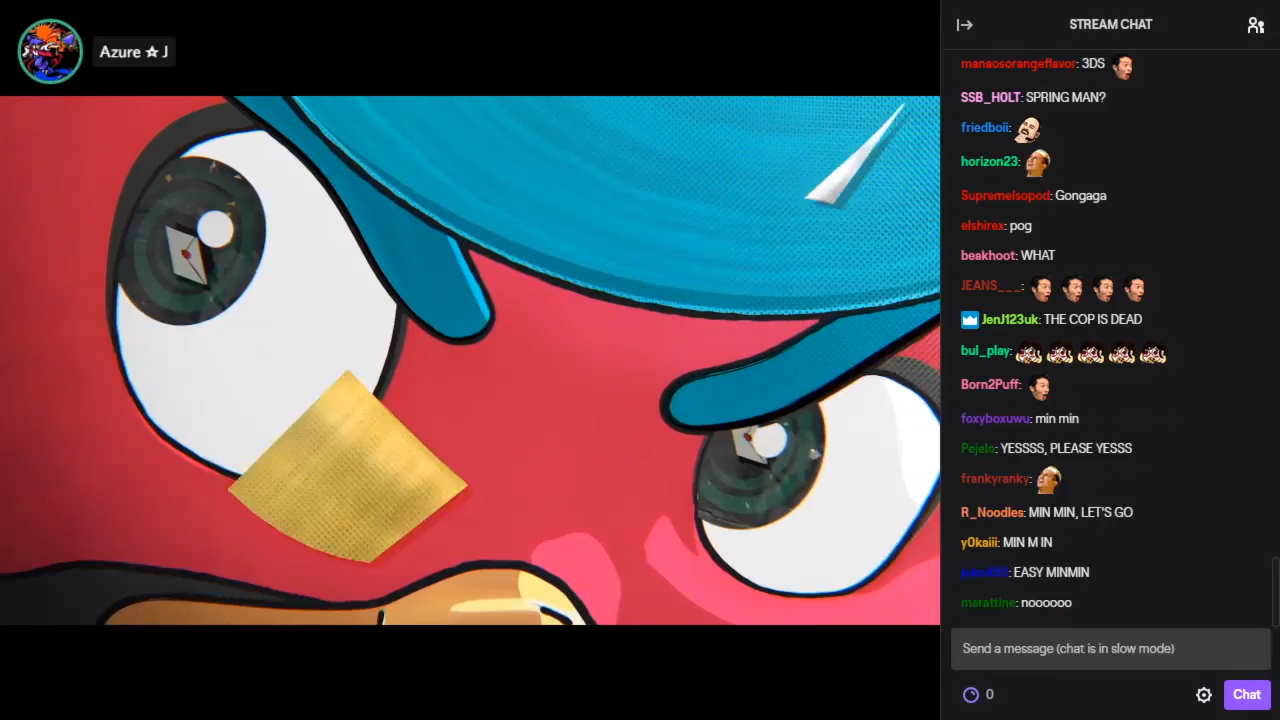 Azure ★ J
STREAM CHAT
manaosorangeflavor: 3DS
SSB_H0LT: SPRING MAN?
friedboii:
horizon23:
SupremeIsopod: Gongaga
elshirex: pog
beakhoot: WHAT
JEANS___:
JenJ123uk: THE COP IS DEAD
bul_play:
Born2Puff:
foxyboxuwu: min min
Pejelo: YESSSS, PLEASE YESSS
frankyranky:
R_Noodles: MIN MIN, LET'S GO
y0kaiii: MIN M IN
: EASY MINMIN
marattine: noooooo
Send a message (chat is in slow mode)
0
Chat